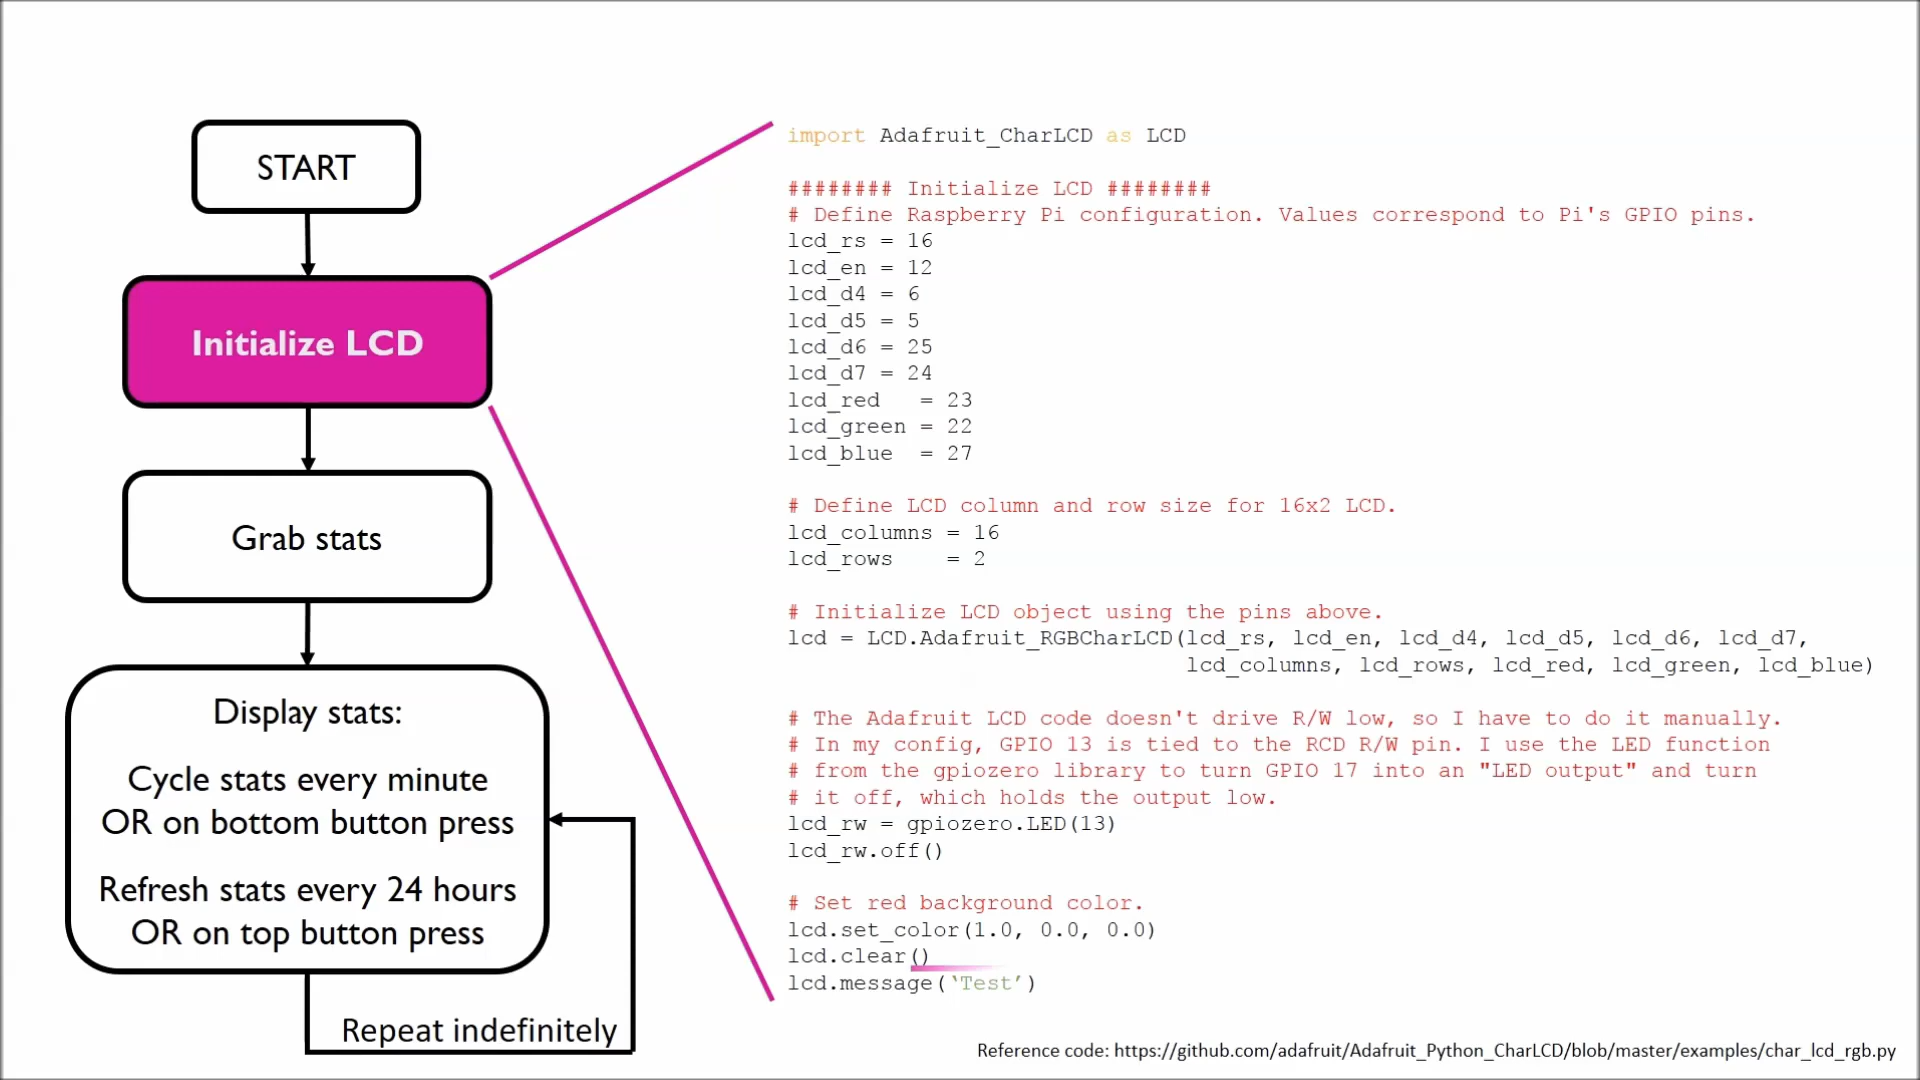 START
Initialize LCD
Grab stats
Display stats:
Cycle stats every minute
OR on bottom button press
Refresh stats every 24 hours
OR on top button press
Repeat indefinitely
import Adafruit_CharLCD as LCD
######## Initialize LCD ########
# Define Raspberry Pi configuration. Values correspond to Pi's GPIO pins.
lcd_rs = 16
lcd_en = 12
lcd_d4 = 6
lcd_d5 = 5
lcd_d6 = 25
lcd_d7 = 24
lcd_red   = 23
lcd_green = 22
lcd_blue  = 27
# Define LCD column and row size for 16x2 LCD.
lcd_columns = 16
lcd_rows    = 2
# Initialize LCD object using the pins above.
lcd = LCD.Adafruit_RGBCharLCD(lcd_rs, lcd_en, lcd_d4, lcd_d5, lcd_d6, lcd_d7,
lcd_columns, lcd_rows, lcd_red, lcd_green, lcd_blue)
# The Adafruit LCD code doesn't drive R/W low, so I have to do it manually.
# In my config, GPIO 13 is tied to the RCD R/W pin. I use the LED function
# from the gpiozero library to turn GPIO 17 into an "LED output" and turn
# it off, which holds the output low.
lcd_rw = gpiozero.LED(13)
lcd_rw.off()
# Set red background color.
lcd.set_color(1.0, 0.0, 0.0)
lcd.clear()
lcd.message(‘Test’)
Reference code: https://github.com/adafruit/Adafruit_Python_CharLCD/blob/master/examples/char_lcd_rgb.py